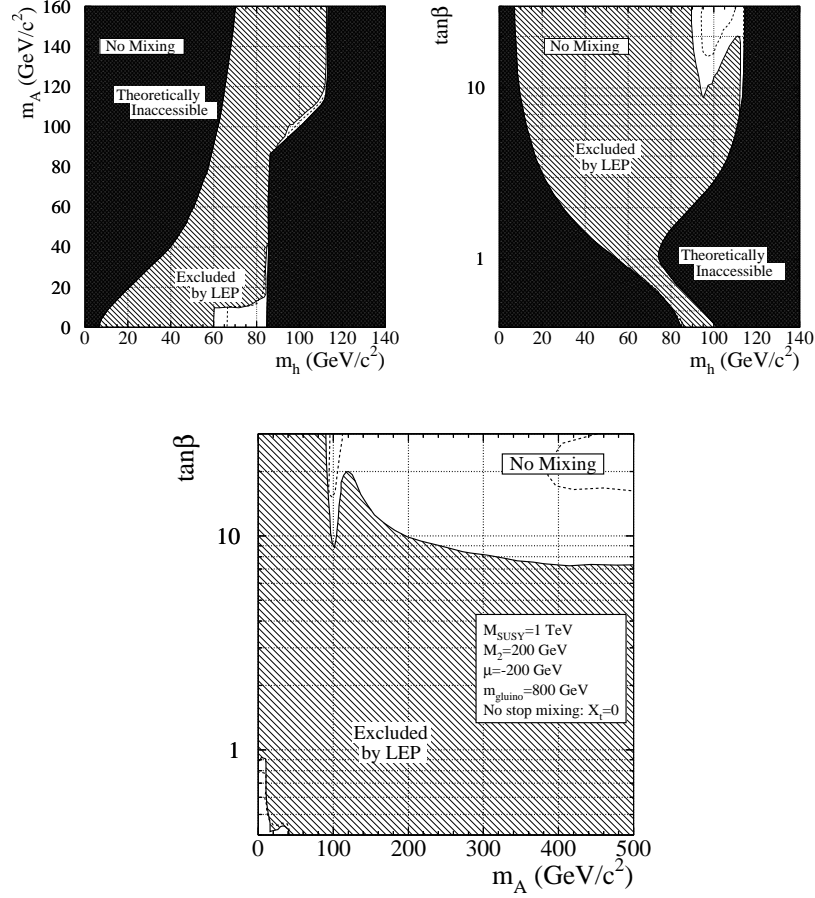 m_A (GeV/c²)
160
140
120
100
80
60
40
20
0
No Mixing
Theoretically
Inaccessible
Excluded
by LEP
0 20 40 60 80 100 120 140
m_h (GeV/c²)
tanβ
10
1
No Mixing
Excluded
by LEP
Theoretically
Inaccessible
0 20 40 60 80 100 120 140
m_h (GeV/c²)
tanβ
10
1
No Mixing
M_SUSY=1 TeV
M_2=200 GeV
μ=-200 GeV
m_gluino=800 GeV
No stop mixing: X_t=0
Excluded
by LEP
0 100 200 300 400 500
m_A (GeV/c²)